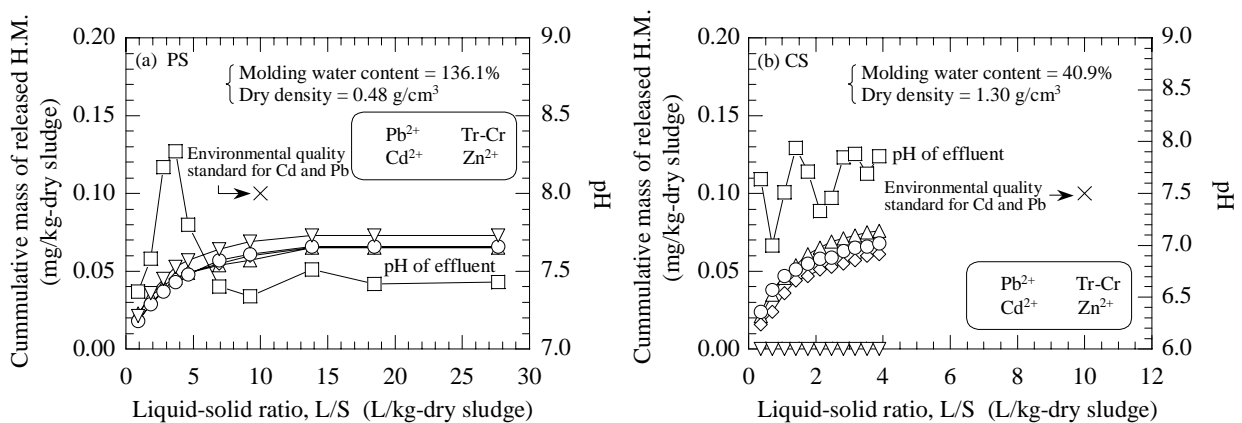 Cummulative mass of released H.M.
(mg/kg-dry sludge)
0.20
0.15
0.10
0.05
0.00
(a) PS
Molding water content = 136.1%
Dry density = 0.48 g/cm³
Pb²⁺ Tr-Cr
Cd²⁺ Zn²⁺
Environmental quality
standard for Cd and Pb
pH of effluent
9.0
8.5
8.0
7.5
7.0
pH
0 5 10 15 20 25 30
Liquid-solid ratio, L/S (L/kg-dry sludge)
Cummulative mass of released H.M.
(mg/kg-dry sludge)
0.20
0.15
0.10
0.05
0.00
(b) CS
Molding water content = 40.9%
Dry density = 1.30 g/cm³
pH of effluent
Environmental quality
standard for Cd and Pb
Pb²⁺ Tr-Cr
Cd²⁺ Zn²⁺
9.0
8.5
8.0
7.5
7.0
6.5
6.0
pH
0 2 4 6 8 10 12
Liquid-solid ratio, L/S (L/kg-dry sludge)